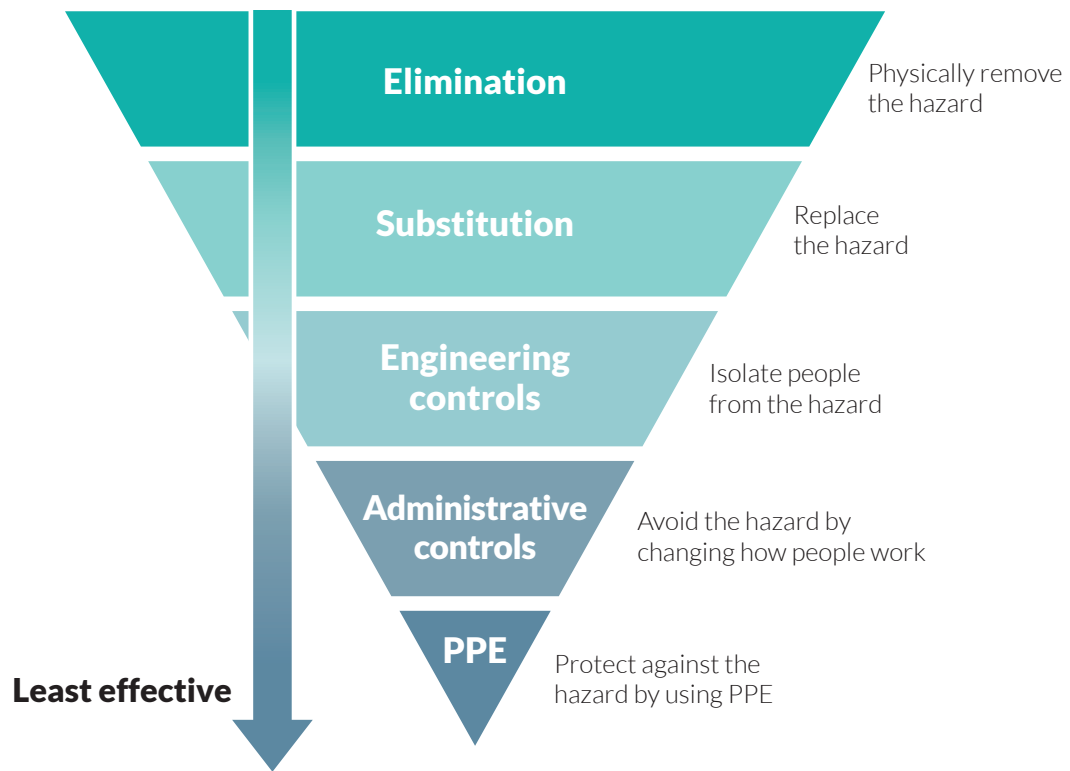 Elimination
Physically remove
the hazard
Substitution
Replace
the hazard
Engineering
controls
Isolate people
from the hazard
Administrative
controls
Avoid the hazard by
changing how people work
PPE
Protect against the
hazard by using PPE
Least effective